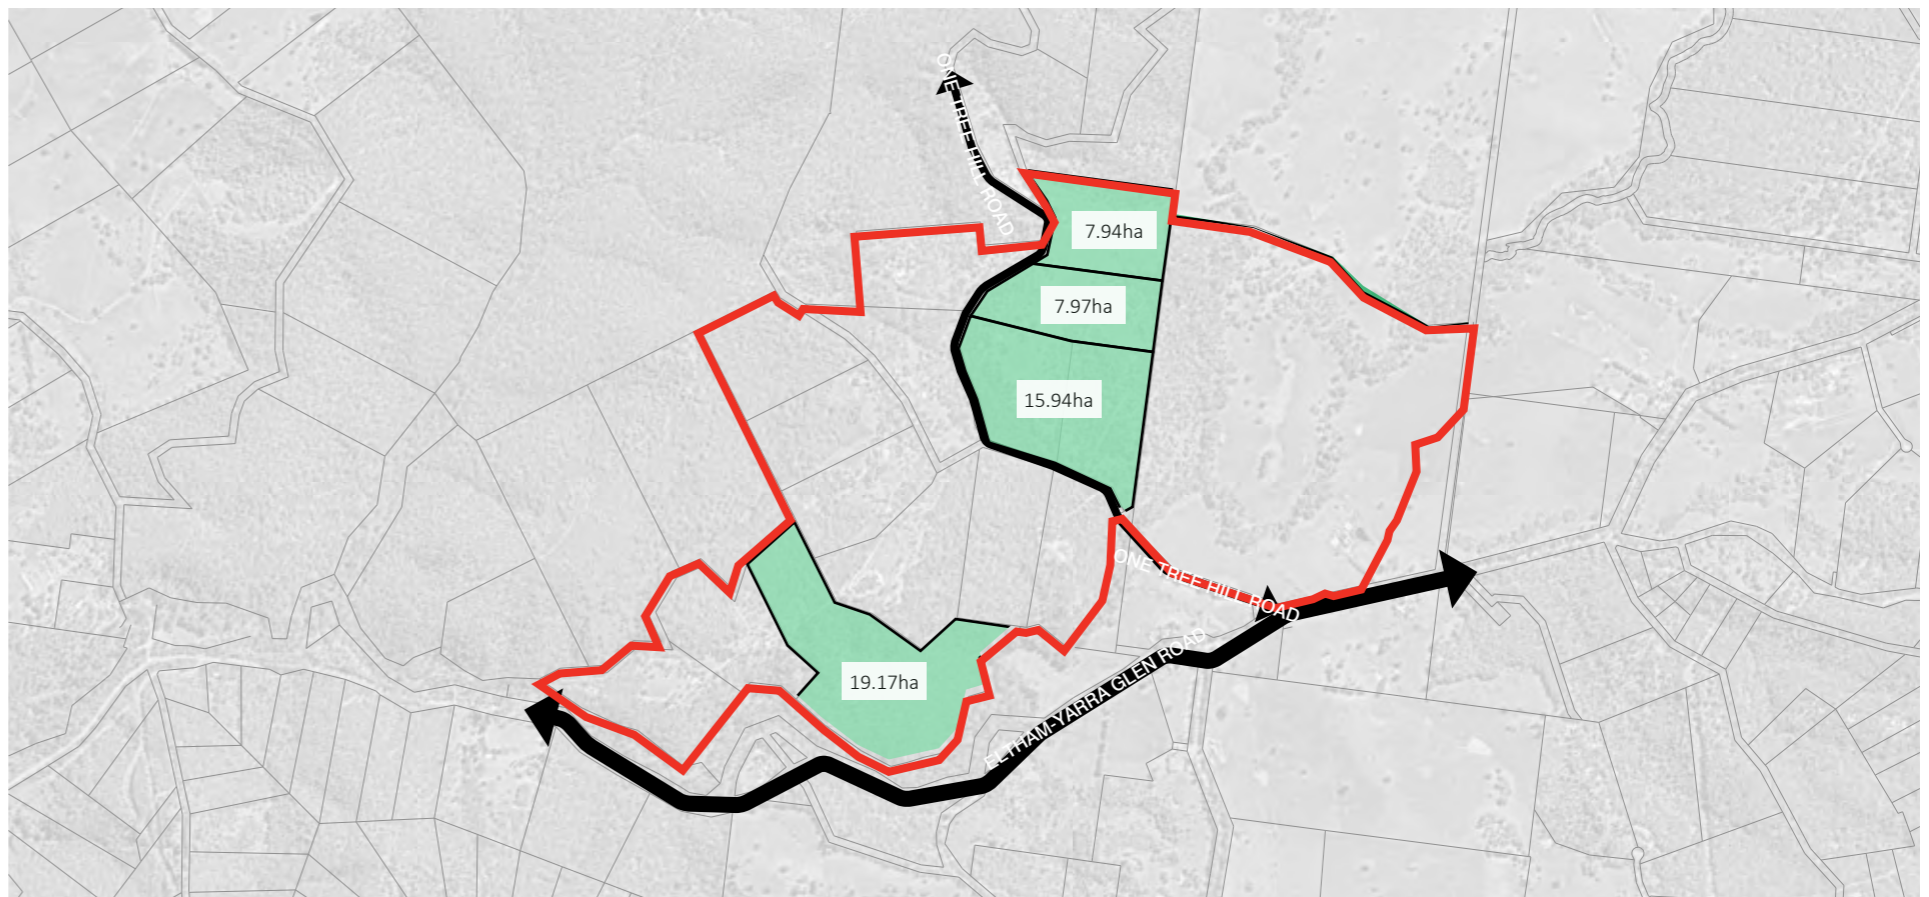 ONE TREE HILL ROAD
7.94ha
7.97ha
15.94ha
ONE TREE HILL ROAD
ELTHAM-YARRA GLEN ROAD
19.17ha